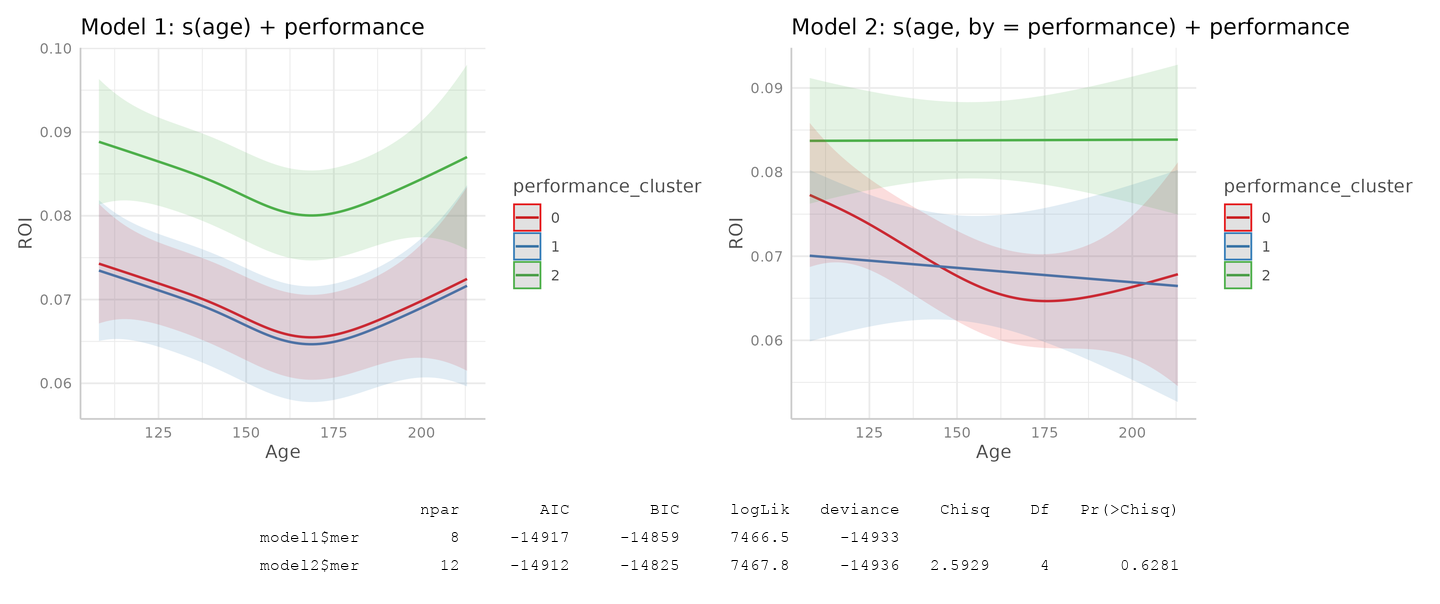 Model 1: s(age) + performance
0.10
0.09
0.08
0.07
0.06
ROI
125 150 175 200
Age
performance_cluster
0
1
2
Model 2: s(age, by = performance) + performance
0.09
0.08
0.07
0.06
ROI
125 150 175 200
Age
performance_cluster
0
1
2
npar AIC BIC logLik deviance Chisq Df Pr(>Chisq)
model1$mer 8 -14917 -14859 7466.5 -14933
model2$mer 12 -14912 -14825 7467.8 -14936 2.5929 4 0.6281